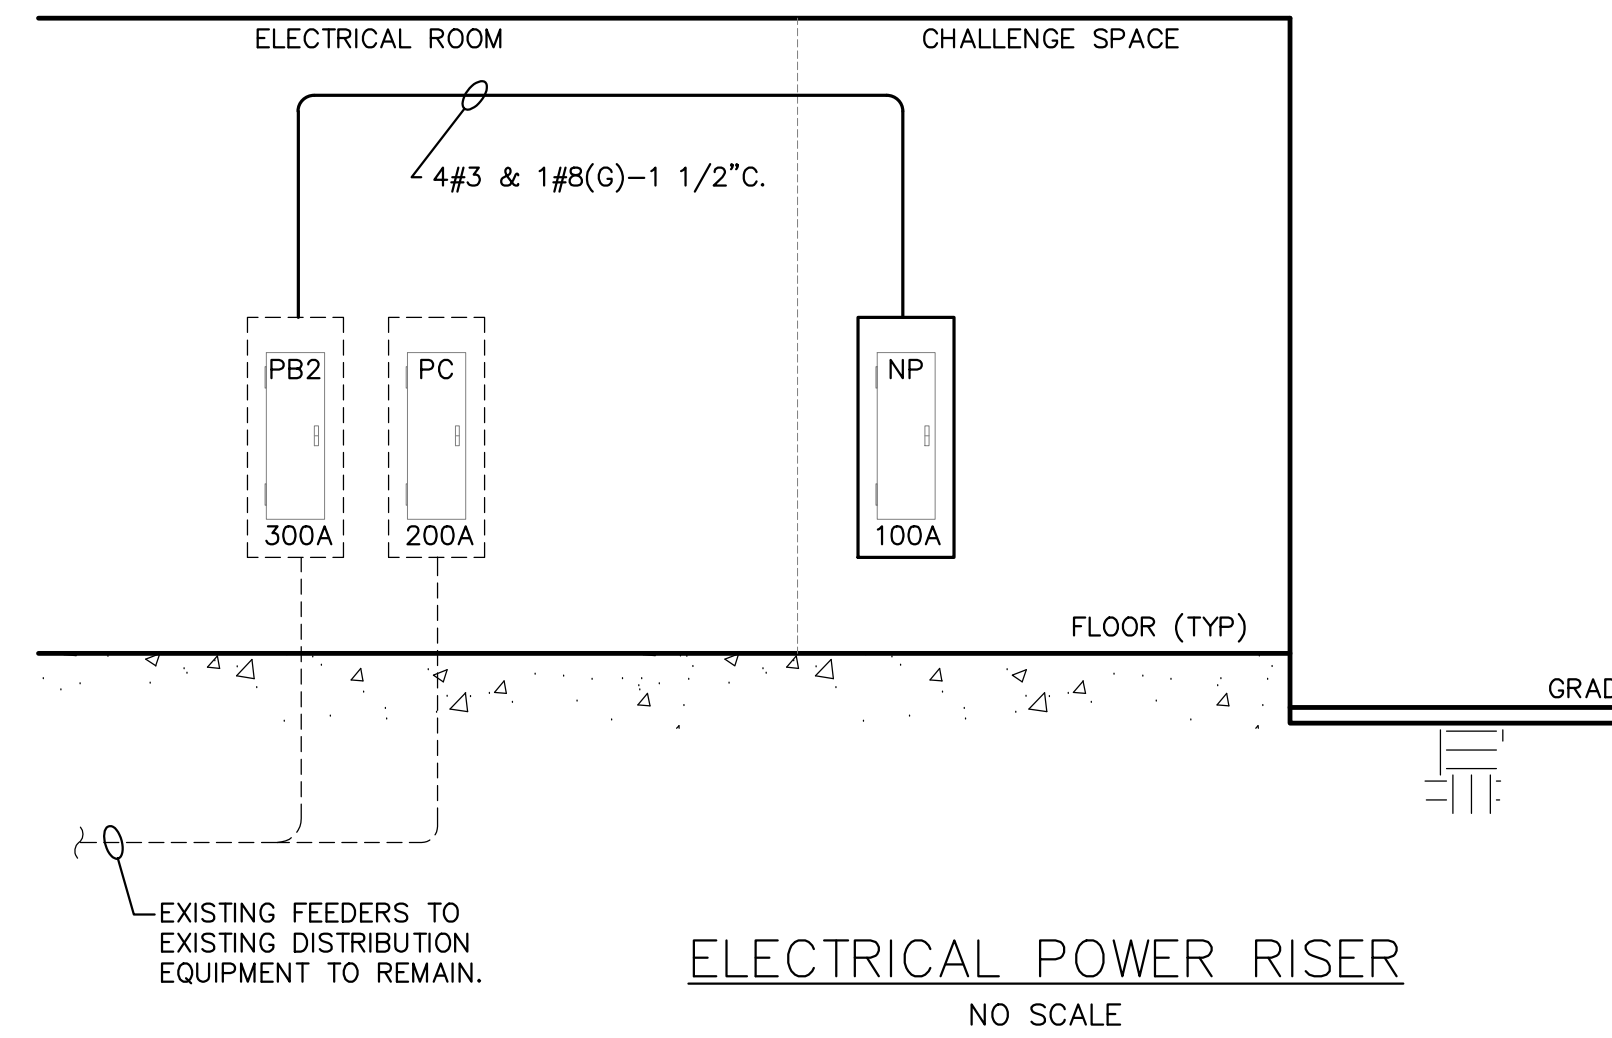 ELECTRICAL ROOM
CHALLENGE SPACE
4#3 & 1#8(G)-1 1/2"C.
PB2
PC
NP
300A
200A
100A
FLOOR (TYP)
GRAD
EXISTING FEEDERS TO
EXISTING DISTRIBUTION
EQUIPMENT TO REMAIN.
ELECTRICAL POWER RISER
NO SCALE